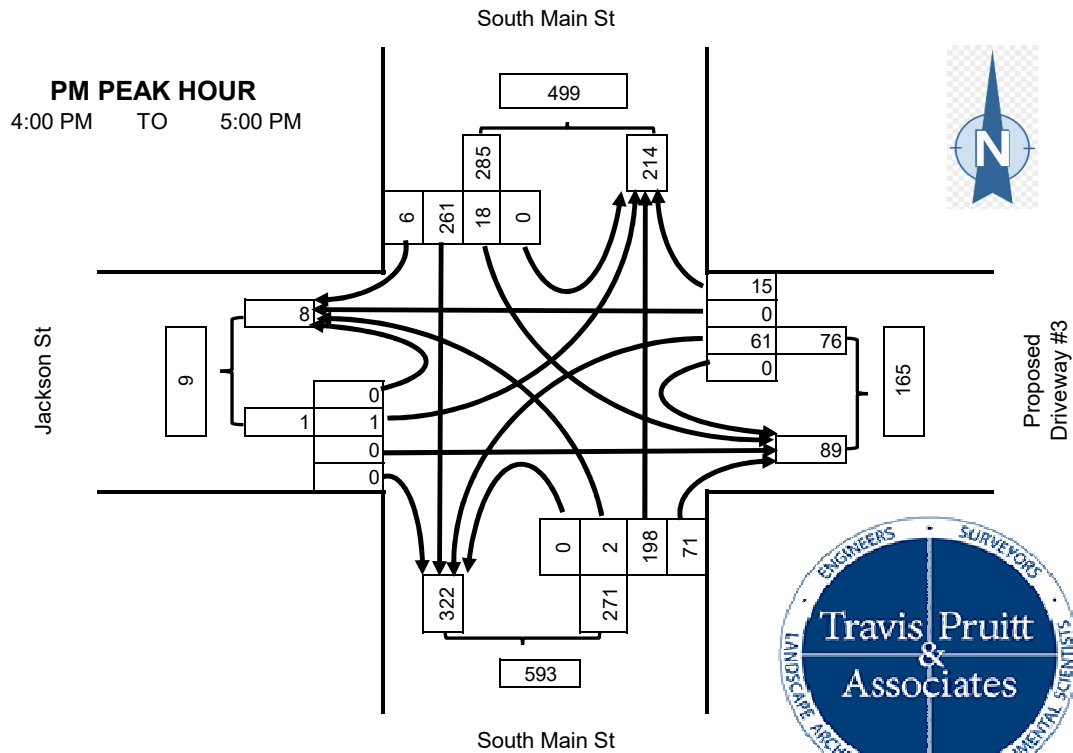 South Main St
PM PEAK HOUR
4:00 PM TO 5:00 PM
499
285
214
N
6
261
18
0
15
0
61
76
0
8
9
165
Jackson St
Proposed
Driveway #3
0
1
1
0
0
89
0
2
198
71
322
271
593
South Main St
ENGINEERS · SURVEYORS ·
LANDSCAPE
Travis Pruitt
&
Associates
SCIENTISTS